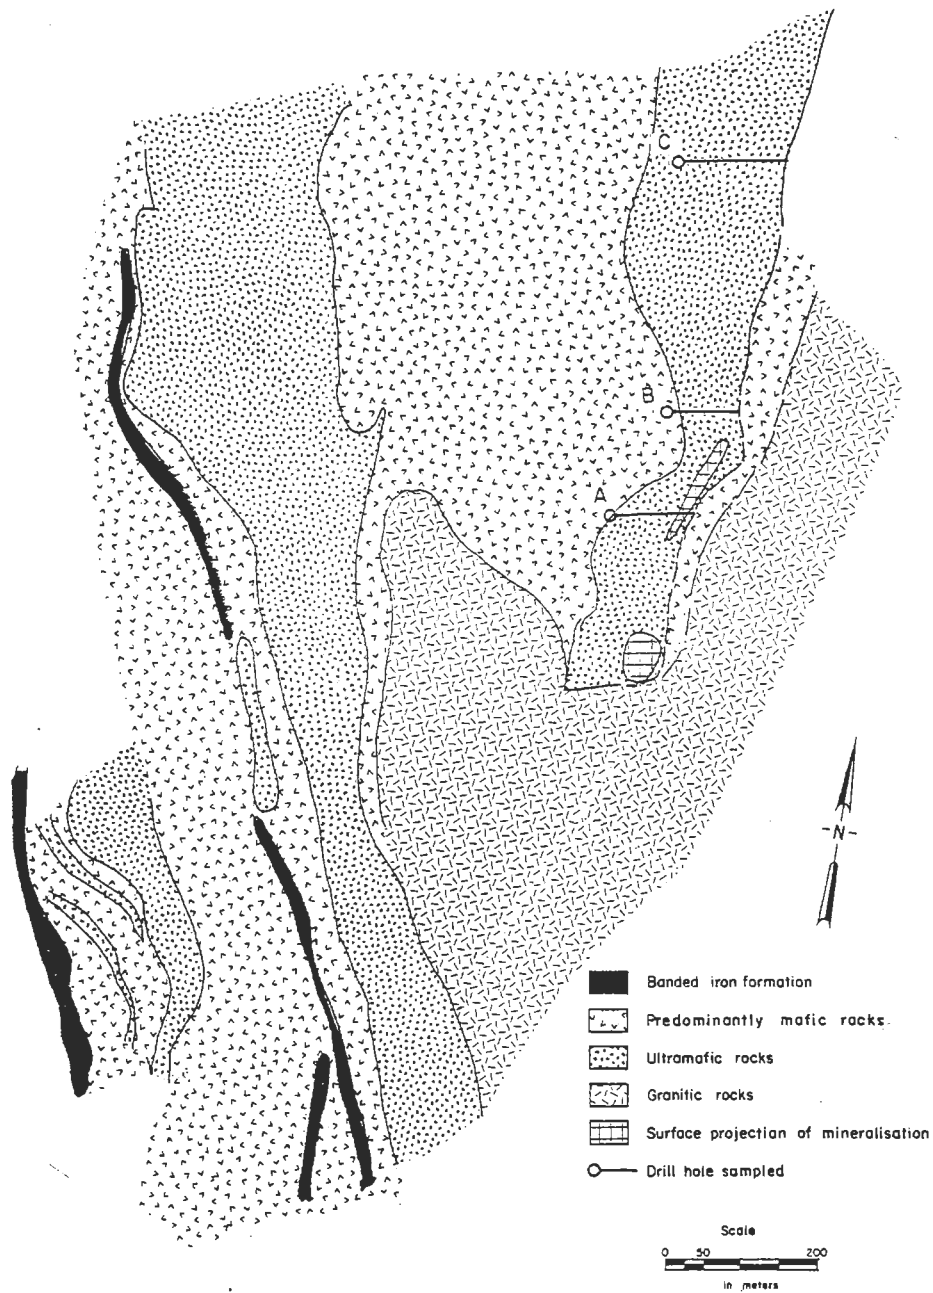 C
B
A
-N-
Banded iron formation
Predominantly mafic rocks
Ultramafic rocks
Granitic rocks
Surface projection of mineralisation
Drill hole sampled
Scale
0 50 200
in meters